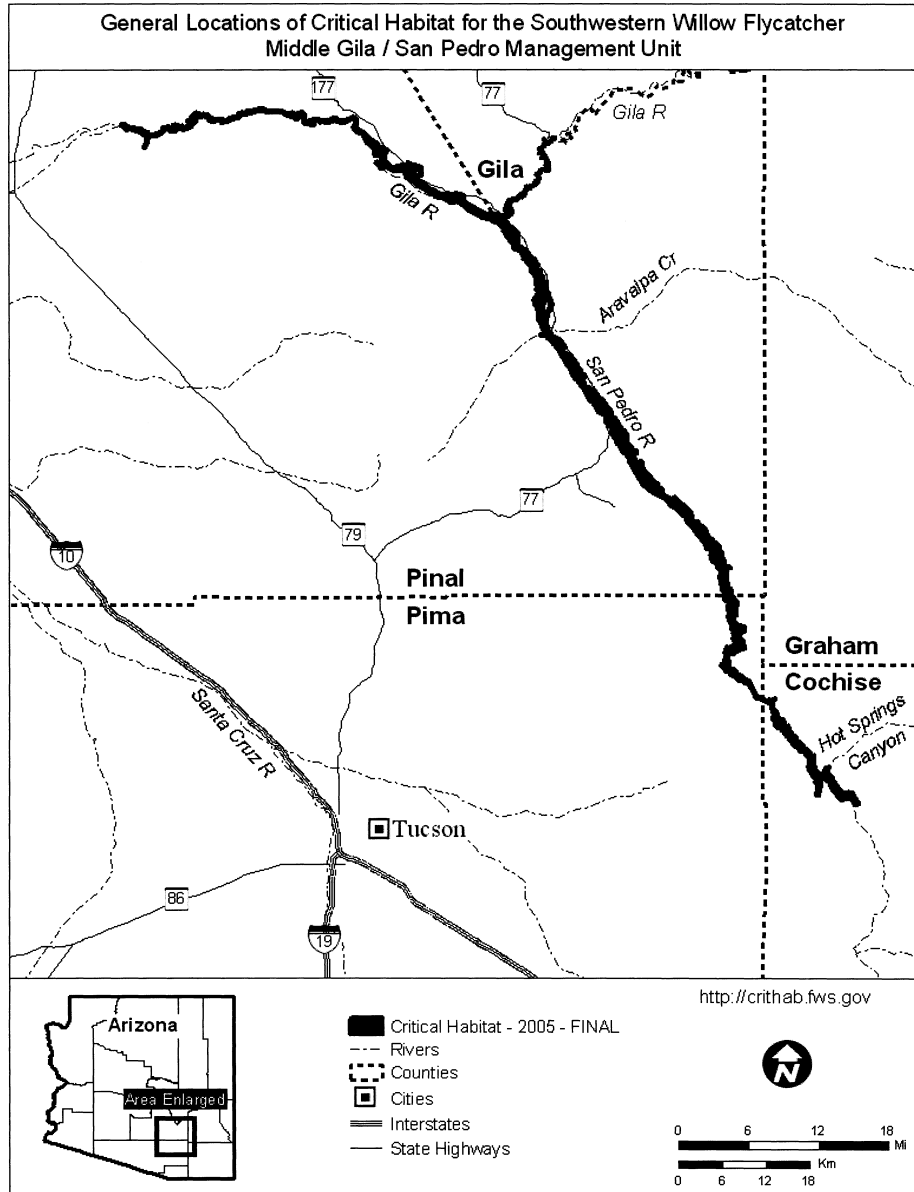 General Locations of Critical Habitat for the Southwestern Willow Flycatcher
Middle Gila / San Pedro Management Unit
177
77
Gila R
Gila
Gila R
Aravaipa Cr
San Pedro R
77
79
10
Pinal
Pima
Graham
Cochise
Hot Springs
Canyon
Santa Cruz R
Tucson
86
19
http://crithab.fws.gov
Arizona
Area Enlarged
Critical Habitat - 2005 - FINAL
Rivers
Counties
Cities
Interstates
State Highways
N
0 6 12 18
Mi
Km
0 6 12 18